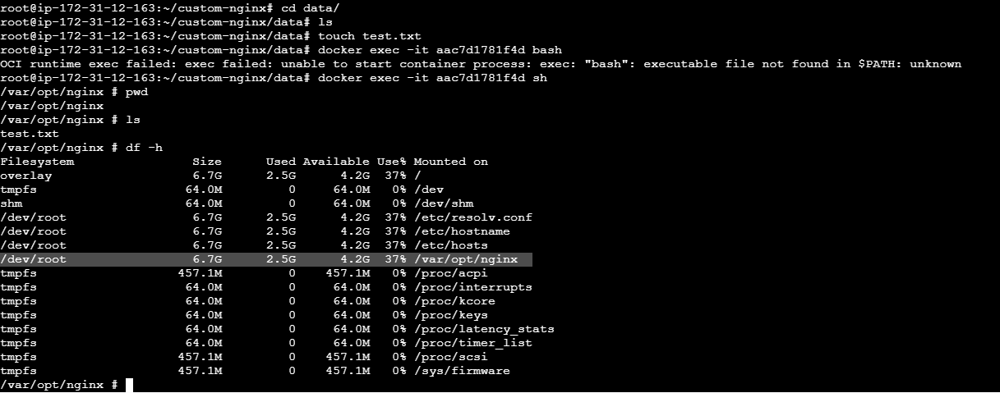 root@ip-172-31-12-163:~/custom-nginx# cd data/
root@ip-172-31-12-163:~/custom-nginx/data# ls
root@ip-172-31-12-163:~/custom-nginx/data# touch test.txt
root@ip-172-31-12-163:~/custom-nginx/data# docker exec -it aac7d1781f4d bash
OCI runtime exec failed: exec failed: unable to start container process: exec: "bash": executable file not found in $PATH: unknown
root@ip-172-31-12-163:~/custom-nginx/data# docker exec -it aac7d1781f4d sh
/var/opt/nginx # pwd
/var/opt/nginx
/var/opt/nginx # ls
test.txt
/var/opt/nginx # df -h
Filesystem                Size      Used Available Use% Mounted on
overlay                   6.7G      2.5G      4.2G  37% /
tmpfs                    64.0M         0     64.0M   0% /dev
shm                      64.0M         0     64.0M   0% /dev/shm
/dev/root                 6.7G      2.5G      4.2G  37% /etc/resolv.conf
/dev/root                 6.7G      2.5G      4.2G  37% /etc/hostname
/dev/root                 6.7G      2.5G      4.2G  37% /etc/hosts
/dev/root                 6.7G      2.5G      4.2G  37% /var/opt/nginx
tmpfs                   457.1M         0    457.1M   0% /proc/acpi
tmpfs                    64.0M         0     64.0M   0% /proc/interrupts
tmpfs                    64.0M         0     64.0M   0% /proc/kcore
tmpfs                    64.0M         0     64.0M   0% /proc/keys
tmpfs                    64.0M         0     64.0M   0% /proc/latency_stats
tmpfs                    64.0M         0     64.0M   0% /proc/timer_list
tmpfs                   457.1M         0    457.1M   0% /proc/scsi
tmpfs                   457.1M         0    457.1M   0% /sys/firmware
/var/opt/nginx #